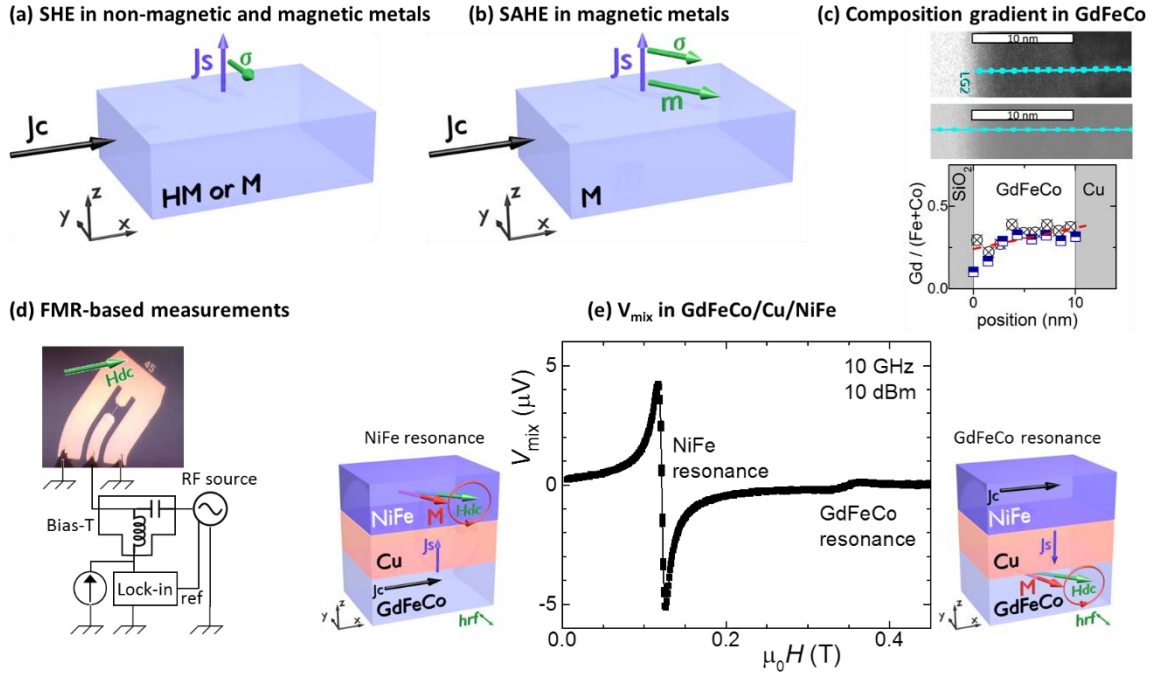 (a) SHE in non-magnetic and magnetic metals
Js
σ
Jc
HM or M
z
y
x
(b) SAHE in magnetic metals
Js
σ
m
Jc
M
z
y
x
(c) Composition gradient in GdFeCo
10 nm
LG2
10 nm
Gd / (Fe+Co)
0.5
0.0
SiO2
GdFeCo
Cu
0
10
position (nm)
(d) FMR-based measurements
45
Hdc
RF source
Bias-T
Lock-in
ref
NiFe resonance
M
Hdc
NiFe
Cu
Js
Jc
GdFeCo
z
y
x
hrf
(e) Vmix in GdFeCo/Cu/NiFe
Vmix (μV)
5
0
-5
10 GHz
10 dBm
NiFe
resonance
GdFeCo
resonance
0.0
0.2
0.4
μ0H (T)
GdFeCo resonance
Jc
NiFe
Cu
Js
M
Hdc
GdFeCo
z
y
x
hrf